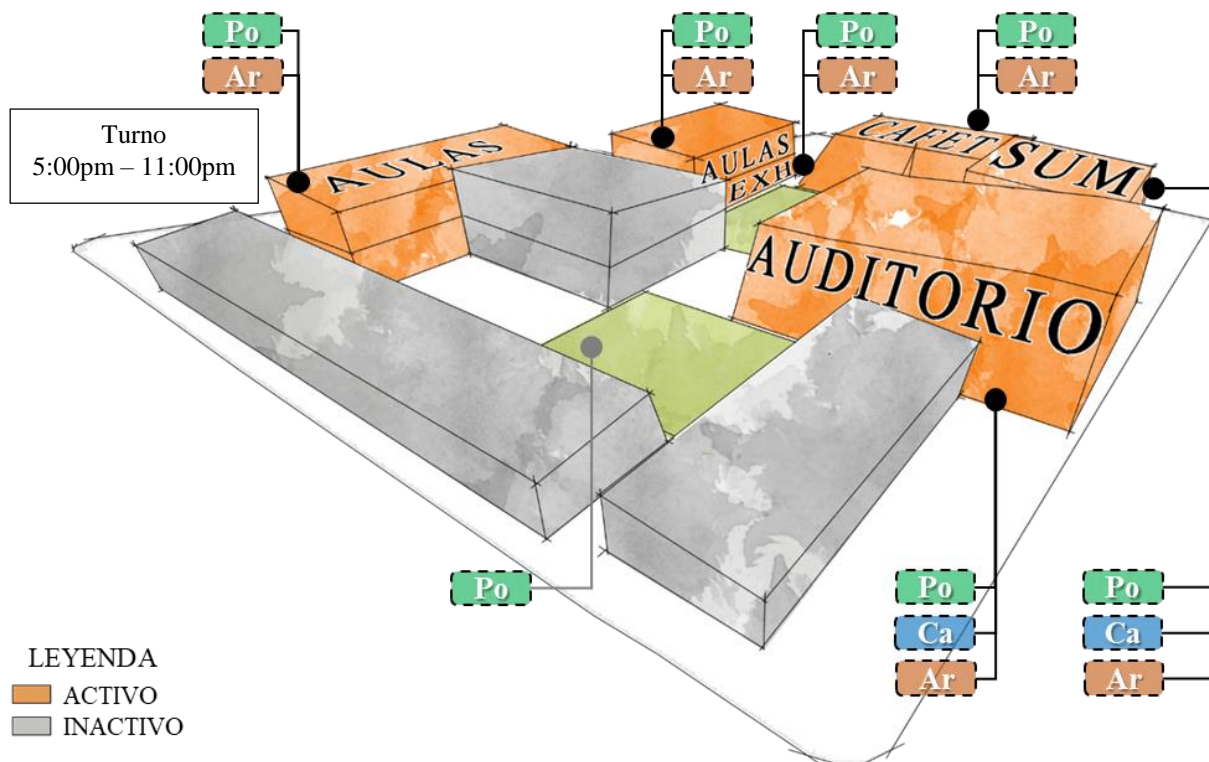 Po
Ar
Po
Ar
Po
Ar
Po
Ar
Turno
5:00pm – 11:00pm
AULAS
AULAS
EXH
CAFET
SUM
AUDITORIO
Po
Po
Ca
Ar
Po
Ca
Ar
LEYENDA
ACTIVO
INACTIVO